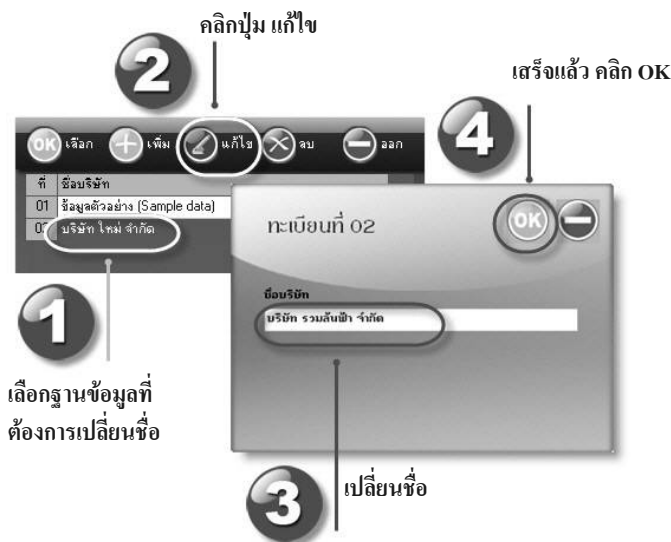 คลิกปุ่ม แก้ไข
2
เสร็จแล้ว คลิก OK
4
OK เลือก เพิ่ม แก้ไข ลบ ออก
ที่ ชื่อบริษัท
01 ข้อมูลตัวอย่าง (Sample data)
02 บริษัท ใหม่ จำกัด
ทะเบียนที่ 02
OK
ชื่อบริษัท
บริษัท รวมลันฟ้า จำกัด
1
เลือกฐานข้อมูลที่
ต้องการเปลี่ยนชื่อ
3
เปลี่ยนชื่อ